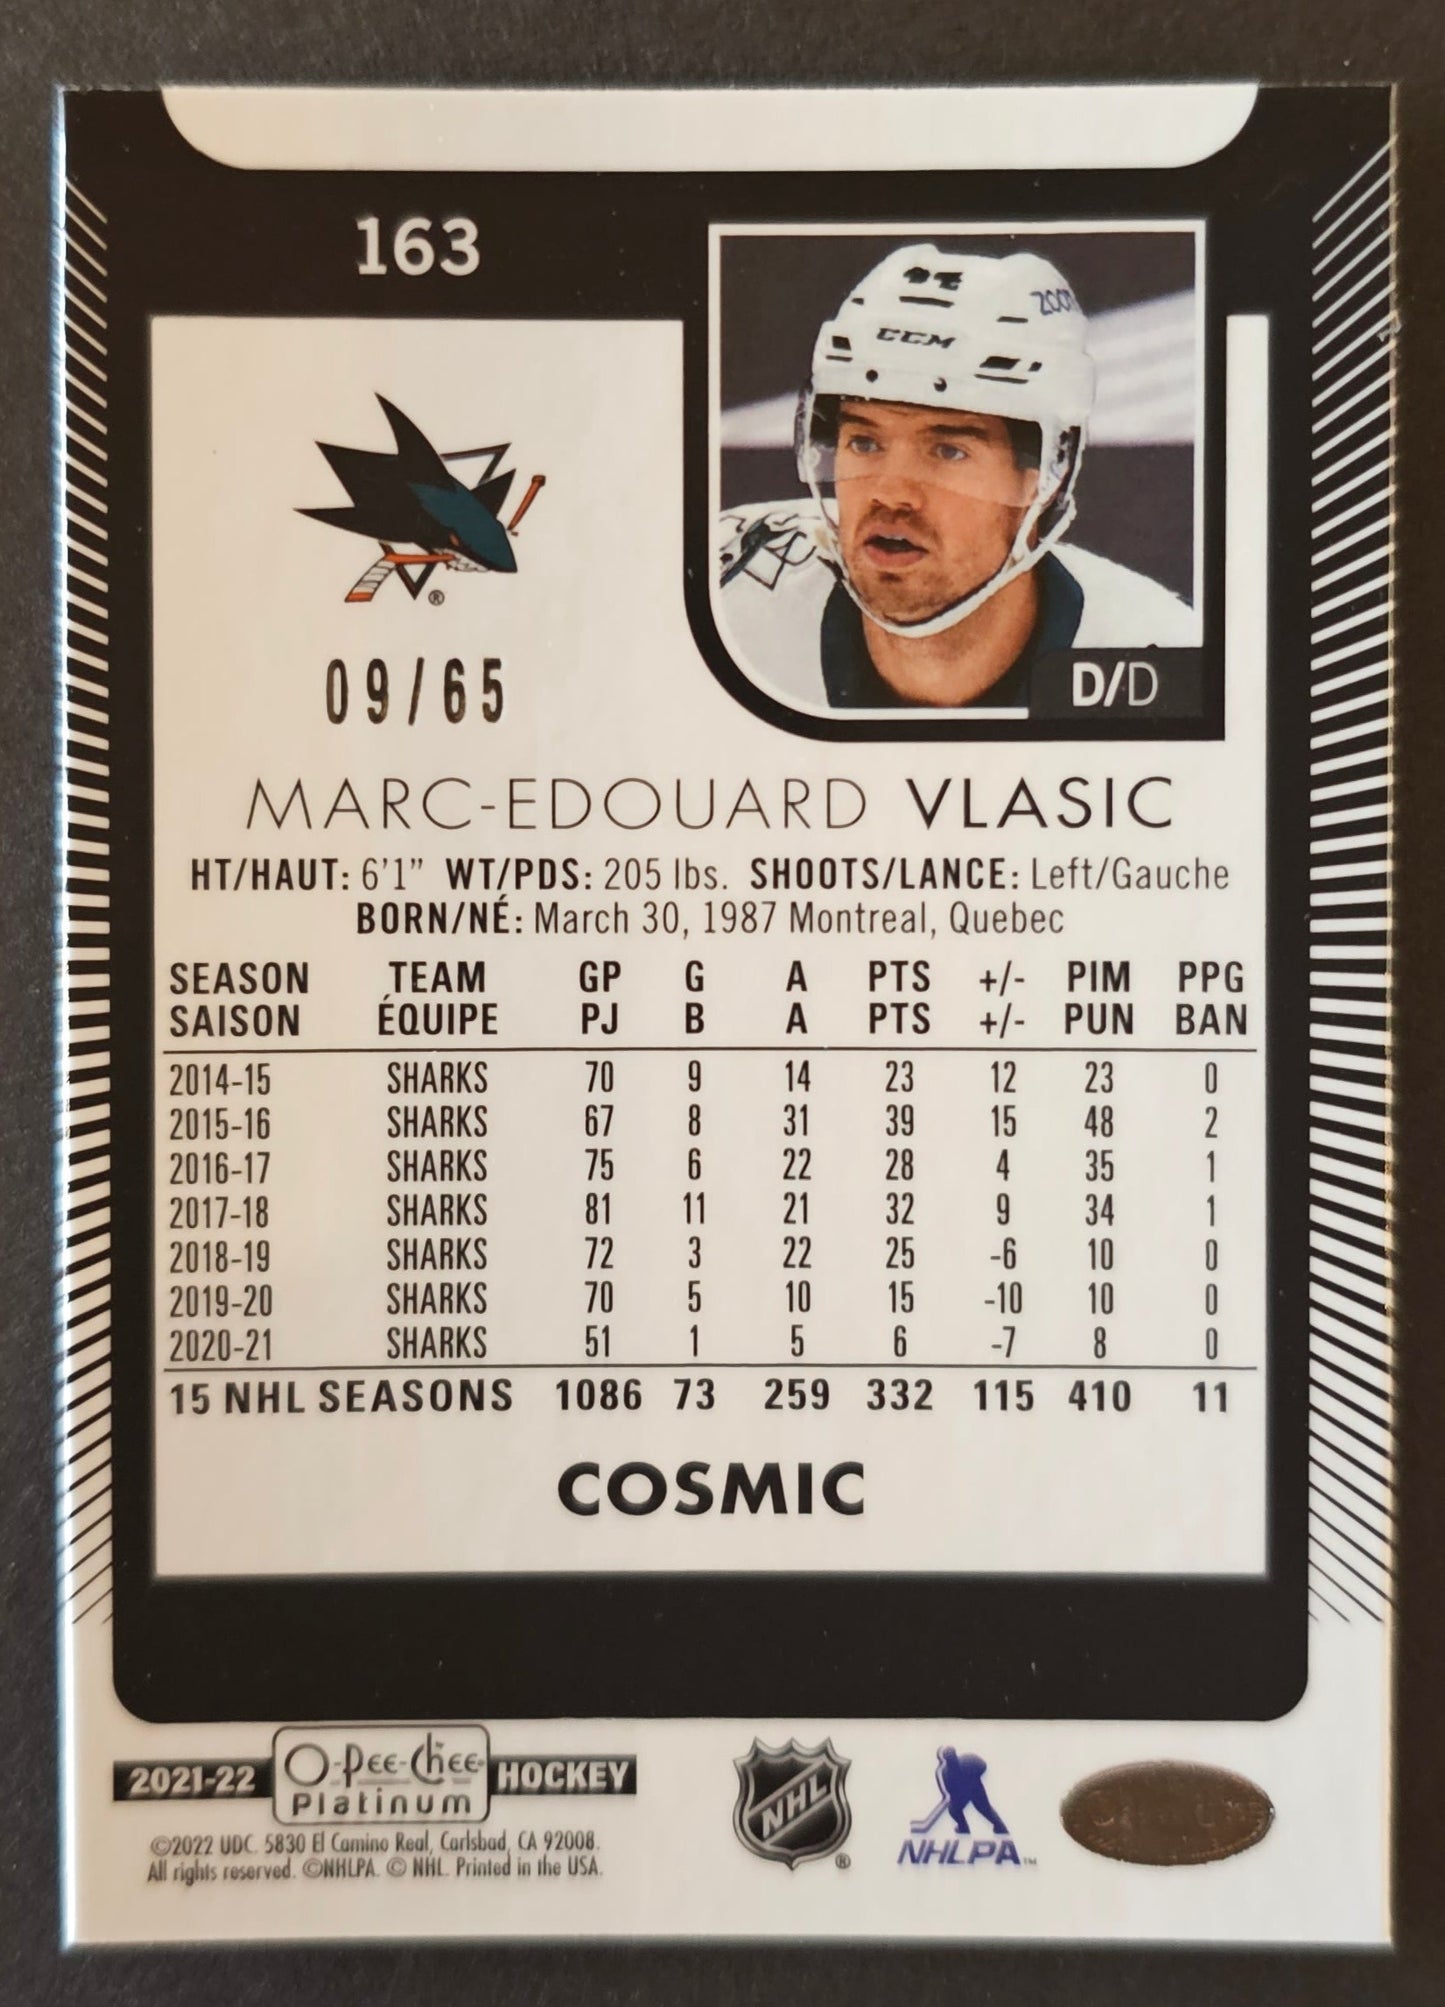 163
CCM
D/D
®
09/65
MARC-EDOUARD VLASIC
HT/HAUT: 6'1" WT/PDS: 205 lbs. SHOOTS/LANCE: Left/Gauche
BORN/NÉ: March 30, 1987 Montreal, Quebec
SEASON TEAM GP G A PTS +/- PIM PPG
SAISON ÉQUIPE PJ B A PTS +/- PUN BAN
2014-15 SHARKS 70 9 14 23 12 23 0
2015-16 SHARKS 67 8 31 39 15 48 2
2016-17 SHARKS 75 6 22 28 4 35 1
2017-18 SHARKS 81 11 21 32 9 34 1
2018-19 SHARKS 72 3 22 25 -6 10 0
2019-20 SHARKS 70 5 10 15 -10 10 0
2020-21 SHARKS 51 1 5 6 -7 8 0
15 NHL SEASONS 1086 73 259 332 115 410 11
COSMIC
2021-22 O-Pee-Chee Platinum HOCKEY
©2022 UDC. 5830 El Camino Real, Carlsbad, CA 92008.
All rights reserved. ©NHLPA. © NHL. Printed in the USA.
NHL ®
NHLPA™